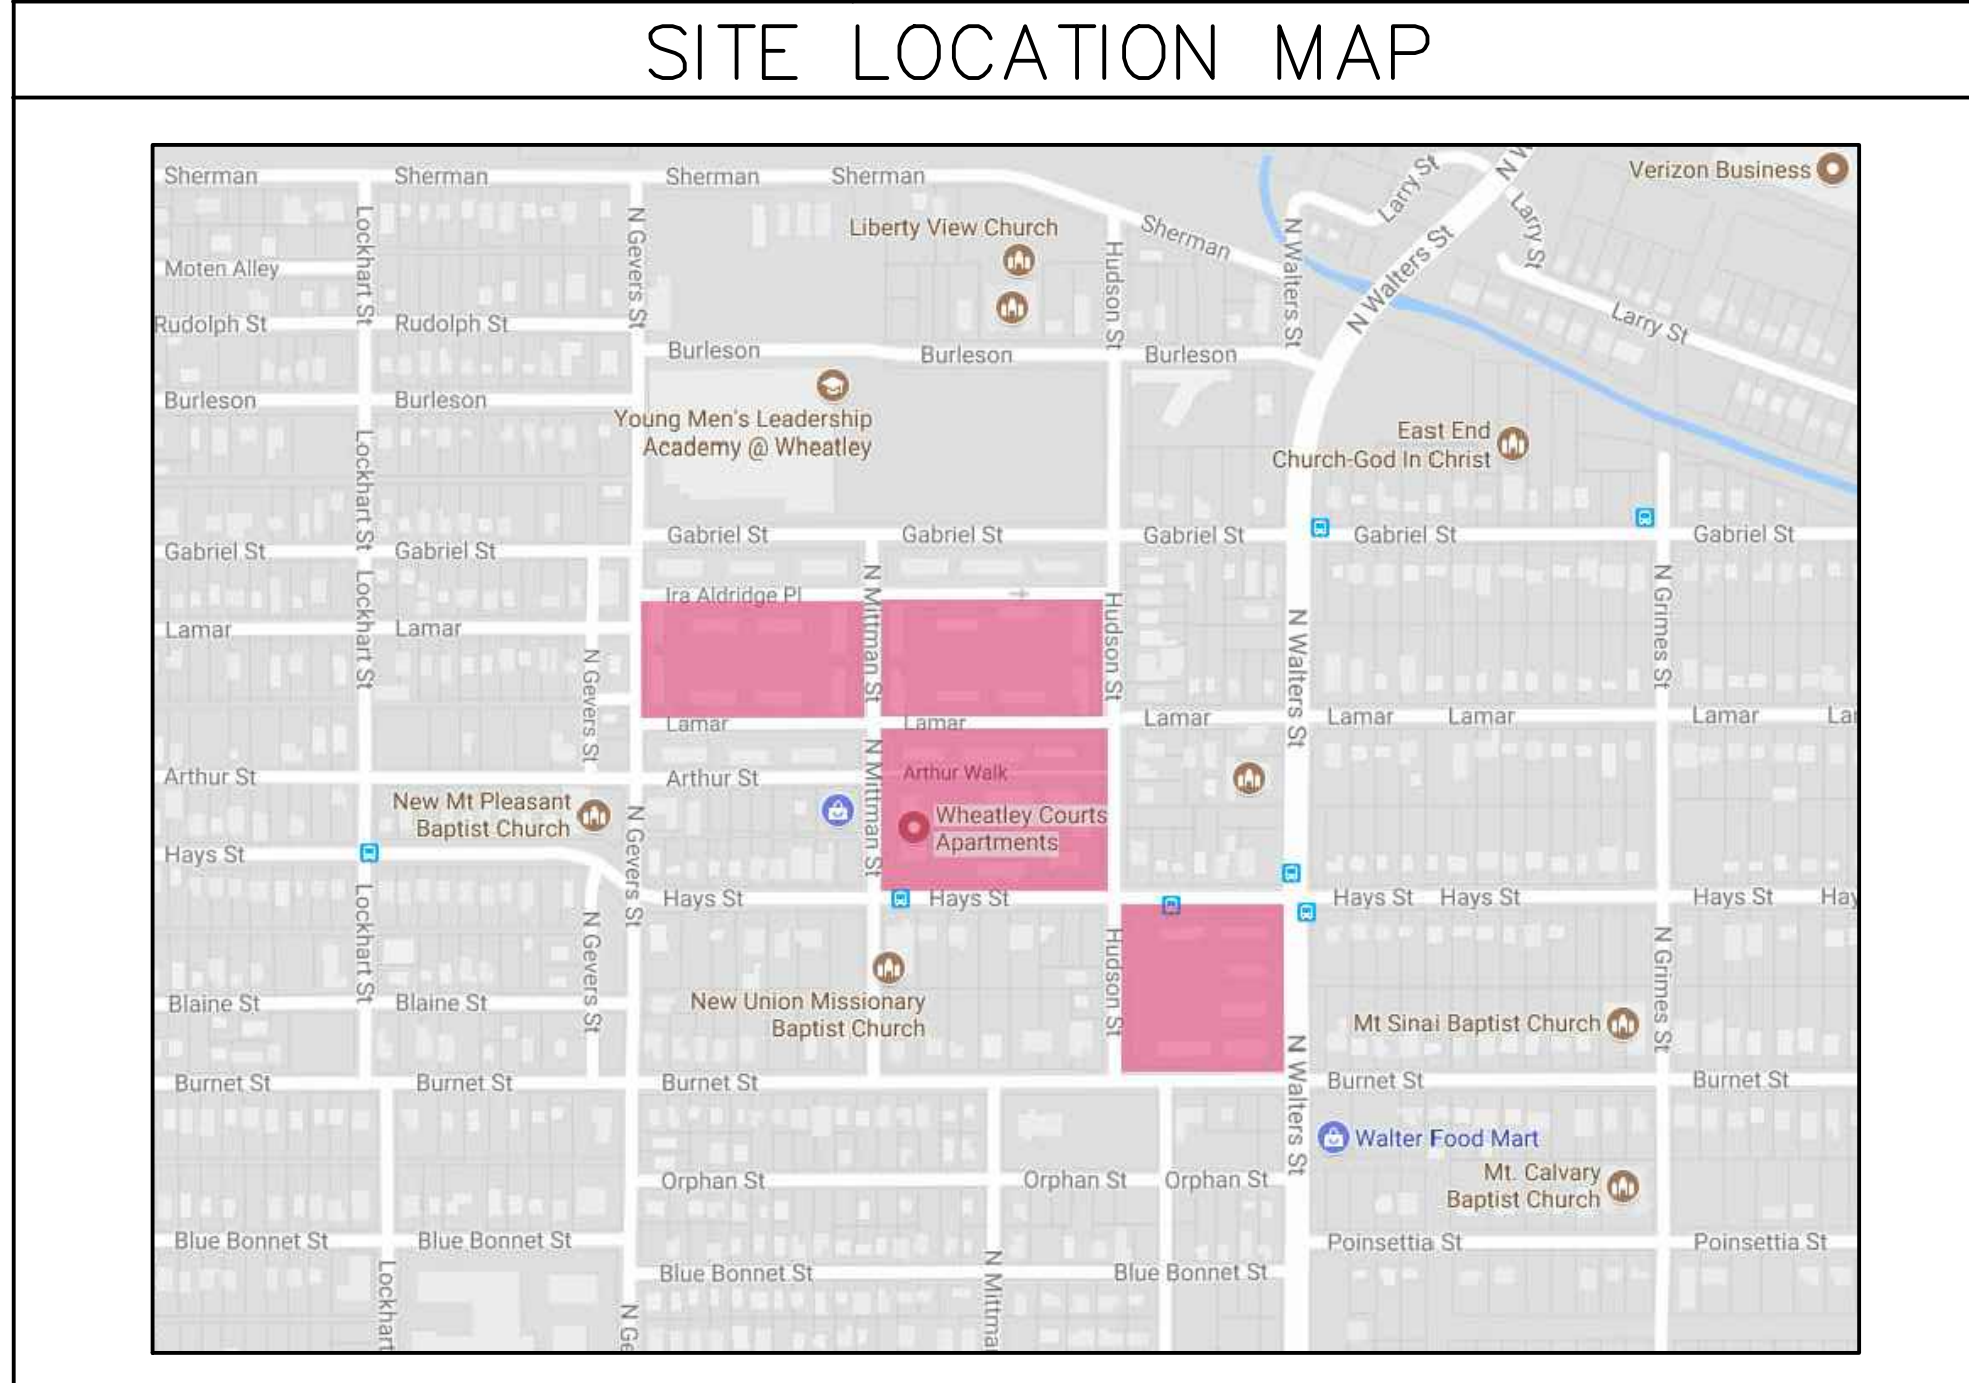 SITE LOCATION MAP
Sherman
Sherman
Sherman
Sherman
Verizon Business
Larry St
N W
Lockhart St
N Gevers St
Liberty View Church
Hudson St
Sherman
N Walters St
N Walters St
Larry St
Moten Alley
Rudolph St
Rudolph St
Larry St
Burleson
Burleson
Burleson
Burleson
Burleson
Young Men's Leadership
Academy @ Wheatley
East End
Church-God In Christ
Lockhart St
Gabriel St
Gabriel St
Gabriel St
Gabriel St
Gabriel St
Gabriel St
Gabriel St
Lockhart St
N Mittman St
Ira Aldridge Pl
Hudson St
N Walters St
N Grimes St
Lamar
Lamar
N Gevers St
Lamar
Lamar
Lamar
Lamar
Lamar
Lamar
La
Arthur St
Arthur St
N Mittman St
Arthur Walk
New Mt Pleasant
Baptist Church
N Gevers St
Wheatley Courts
Apartments
Hays St
Hays St
Hays St
Hays St
Hays St
Hays St
Hay
Lockhart St
N Gevers St
Hudson St
N Grimes St
Blaine St
Blaine St
New Union Missionary
Baptist Church
Mt Sinai Baptist Church
Burnet St
Burnet St
Burnet St
N Walters St
Burnet St
Burnet St
Walter Food Mart
Orphan St
Orphan St
Orphan St
Mt. Calvary
Baptist Church
Blue Bonnet St
Blue Bonnet St
Blue Bonnet St
Blue Bonnet St
Poinsettia St
Poinsettia St
Lockhart
N Ge
N Mittma